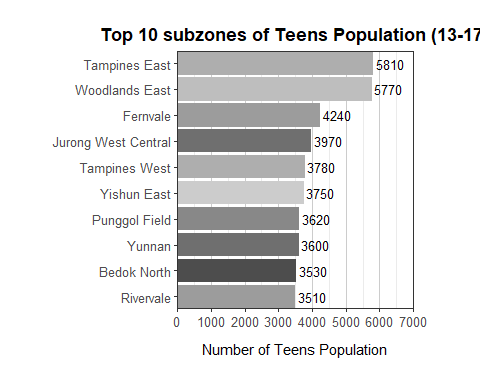 Top 10 subzones of Teens Population (13-17
Tampines East 5810
Woodlands East 5770
Fernvale 4240
Jurong West Central 3970
Tampines West 3780
Yishun East 3750
Punggol Field 3620
Yunnan 3600
Bedok North 3530
Rivervale 3510
0 1000 2000 3000 4000 5000 6000 7000
Number of Teens Population